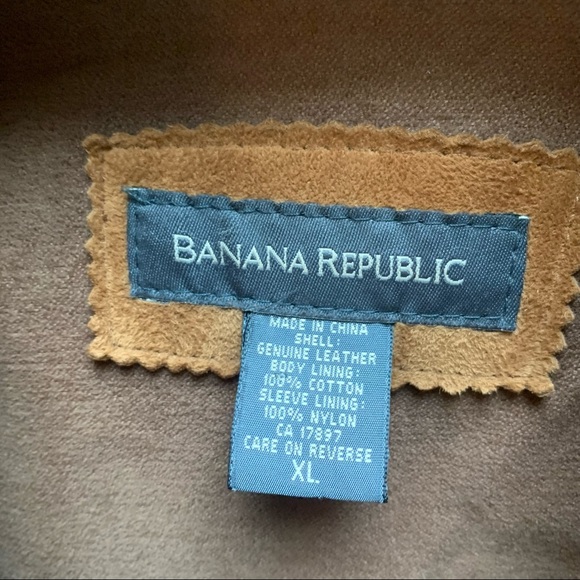 BANANA REPUBLIC
MADE IN CHINA
SHELL:
GENUINE LEATHER
BODY LINING:
100% COTTON
SLEEVE LINING:
100% NYLON
CA 17897
CARE ON REVERSE
XL